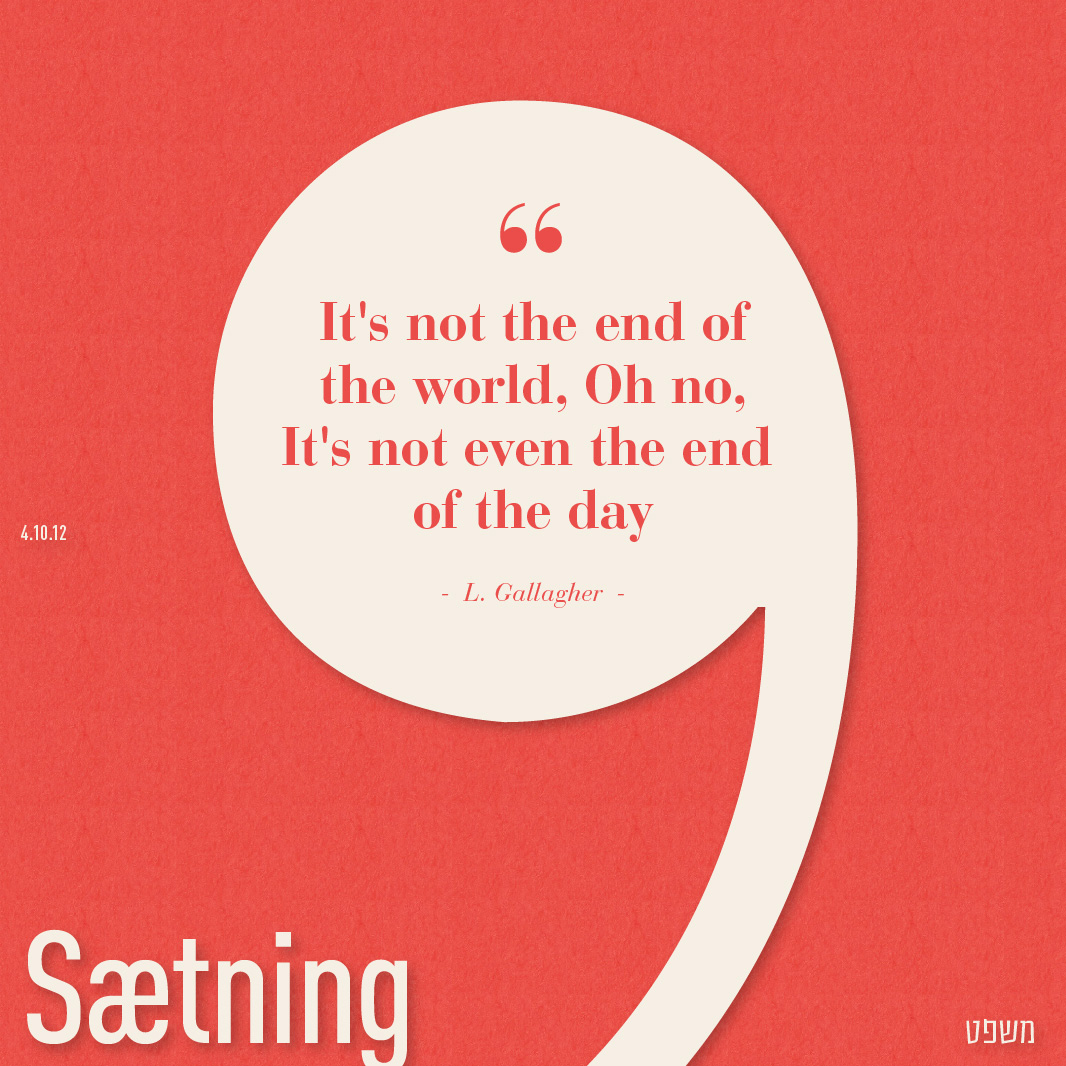 “
It's not the end of
the world, Oh no,
It's not even the end
of the day
- L. Gallagher -
4.10.12
Sætning
משפט